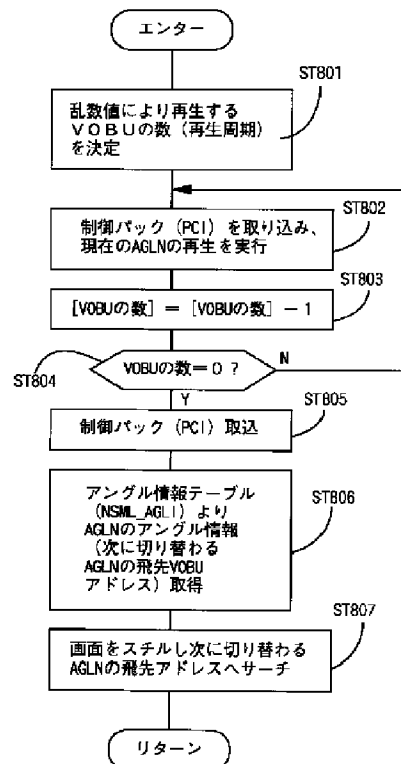 エンター
ST801
乱数値により再生する
VOBUの数（再生周期）
を決定
ST802
制御パック（PCI）を取り込み、
現在のAGLNの再生を実行
ST803
[VOBUの数] ＝ [VOBUの数] －1
ST804
VOBUの数＝0？
N
Y
ST805
制御パック（PCI）取込
ST806
アングル情報テーブル
（NSML_AGLI）より
AGLNのアングル情報
（次に切り替わる
AGLNの飛先VOBU
アドレス）取得
ST807
画面をスチルし次に切り替わる
AGLNの飛先アドレスへサーチ
リターン